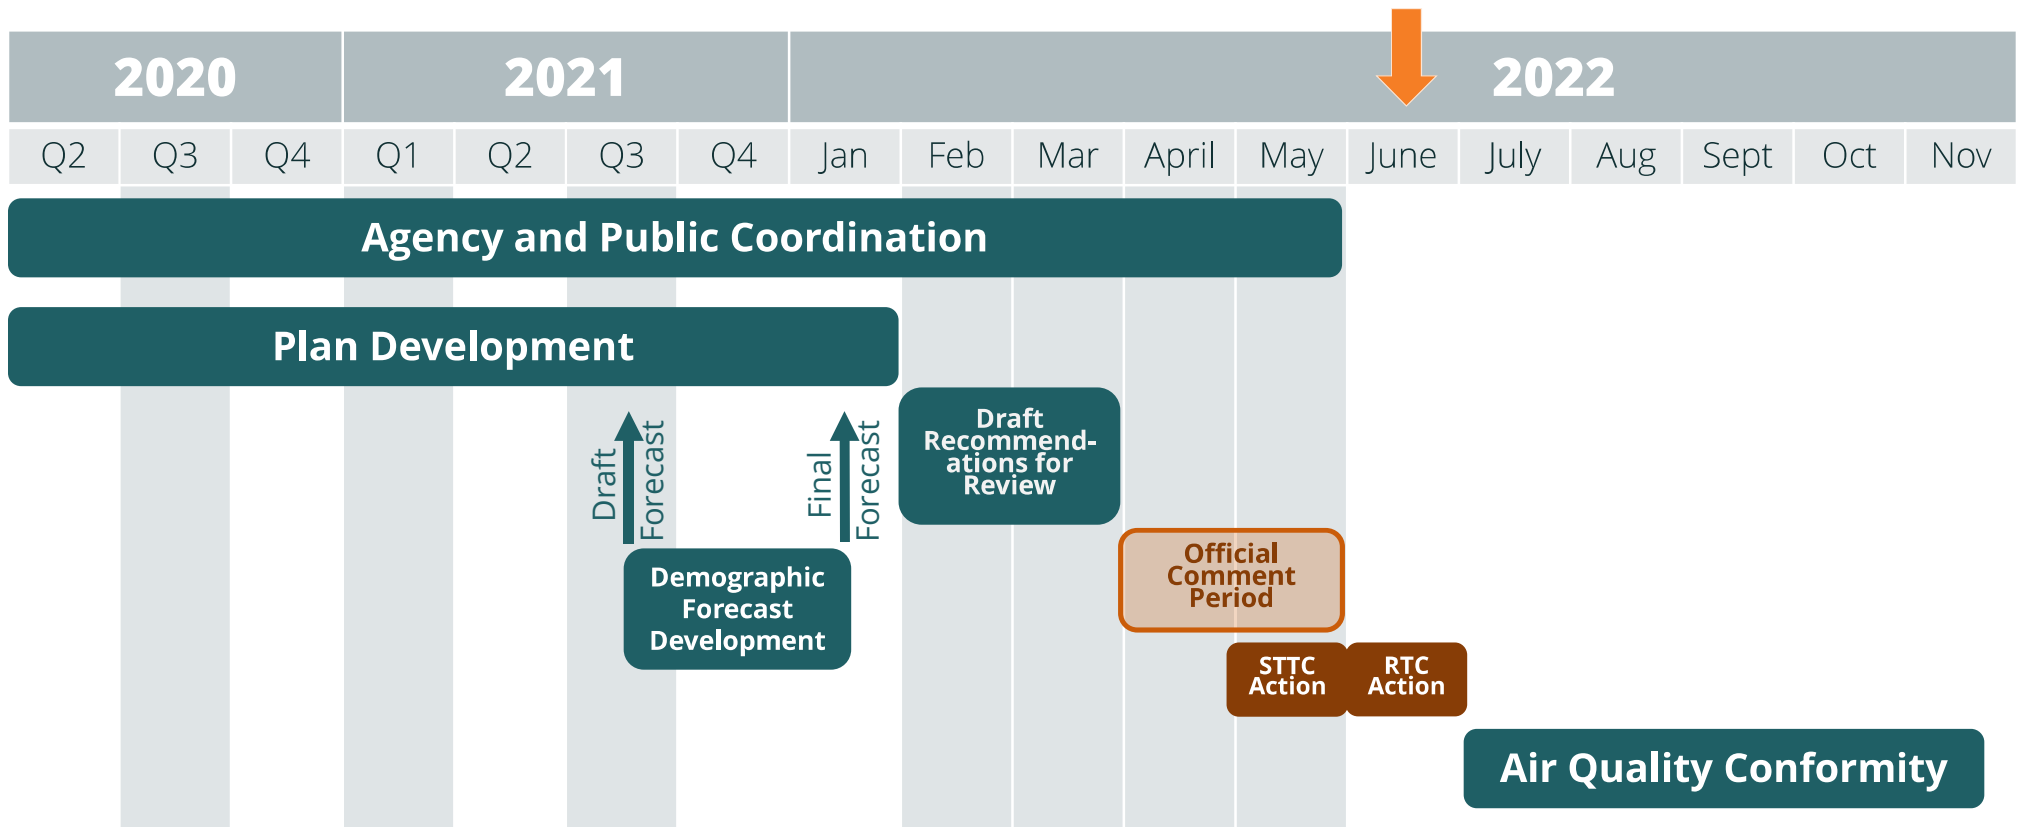 2020 2021 2022
Q2 Q3 Q4 Q1 Q2 Q3 Q4 Jan Feb Mar April May June July Aug Sept Oct Nov
Agency and Public Coordination
Plan Development
Draft
Forecast
Final
Forecast
Draft
Recommend-
ations for
Review
Official
Comment
Period
Demographic
Forecast
Development
STTC
Action
RTC
Action
Air Quality Conformity